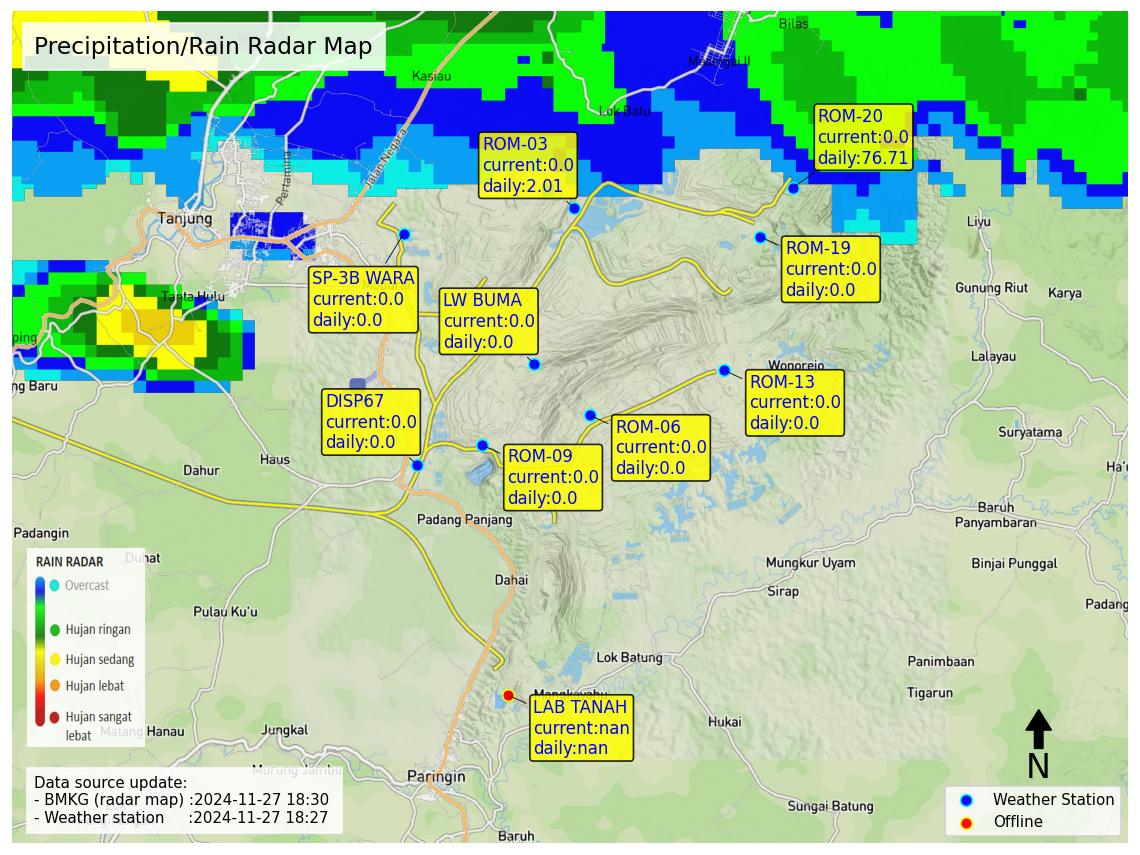 Precipitation/Rain Radar Map
Bilas
Kasiau
Lok Batu
ROM-20
current:0.0
daily:76.71
ROM-03
current:0.0
daily:2.01
Jalan Negara
Pertamina
Tanjung
Liyu
ROM-19
current:0.0
daily:0.0
SP-3B WARA
current:0.0
daily:0.0
LW BUMA
current:0.0
daily:0.0
Tanta Hulu
Gunung Riut
Karya
ping
Lalayau
Wonorejo
ng Baru
ROM-13
current:0.0
daily:0.0
DISP67
current:0.0
daily:0.0
ROM-06
current:0.0
daily:0.0
Suryatama
ROM-09
current:0.0
daily:0.0
Haus
Dahur
Ha'u
Baruh
Panyambaran
Padang Panjang
Padangin
Duhat
Mungkur Uyam
Binjai Punggal
Dahai
Sirap
Padang
Pulau Ku'u
RAIN RADAR
Overcast
Hujan ringan
Hujan sedang
Hujan lebat
Hujan sangat
lebat
Lok Batung
Panimbaan
Tigarun
Mangkayahu
LAB TANAH
current:nan
daily:nan
Hukai
Matang Hanau
Jungkal
Murung Jambu
Paringin
Data source update:
- BMKG (radar map) :2024-11-27 18:30
- Weather station :2024-11-27 18:27
N
Weather Station
Offline
Sungai Batung
Baruh